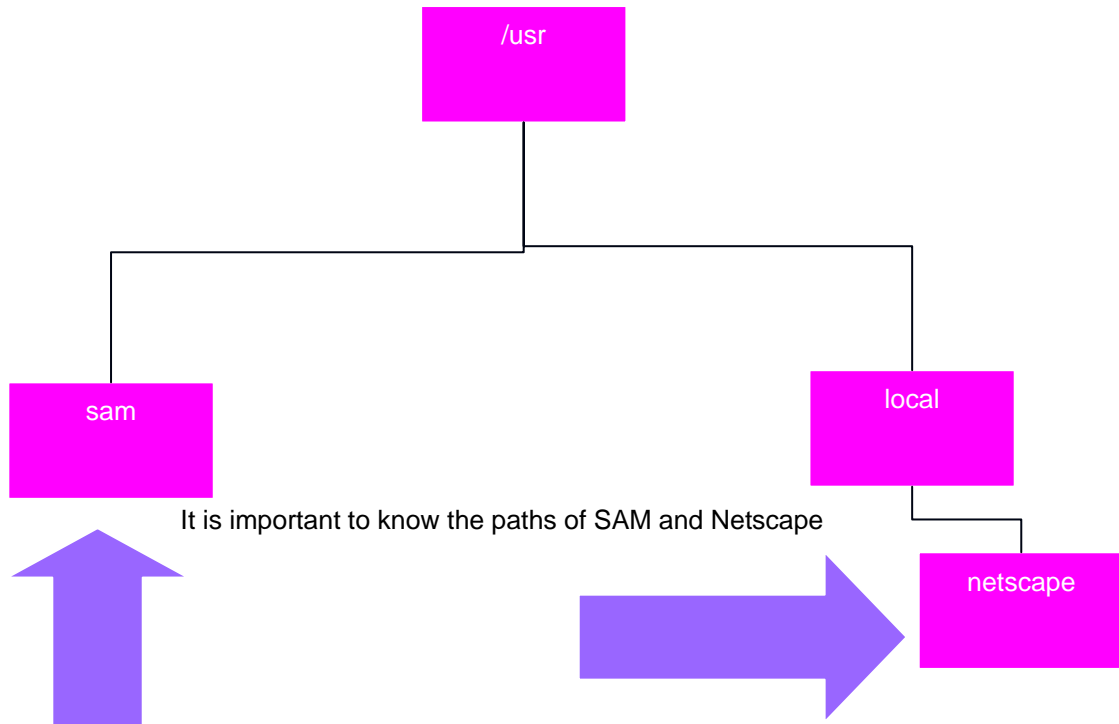 /usr
sam
local
It is important to know the paths of SAM and Netscape
netscape